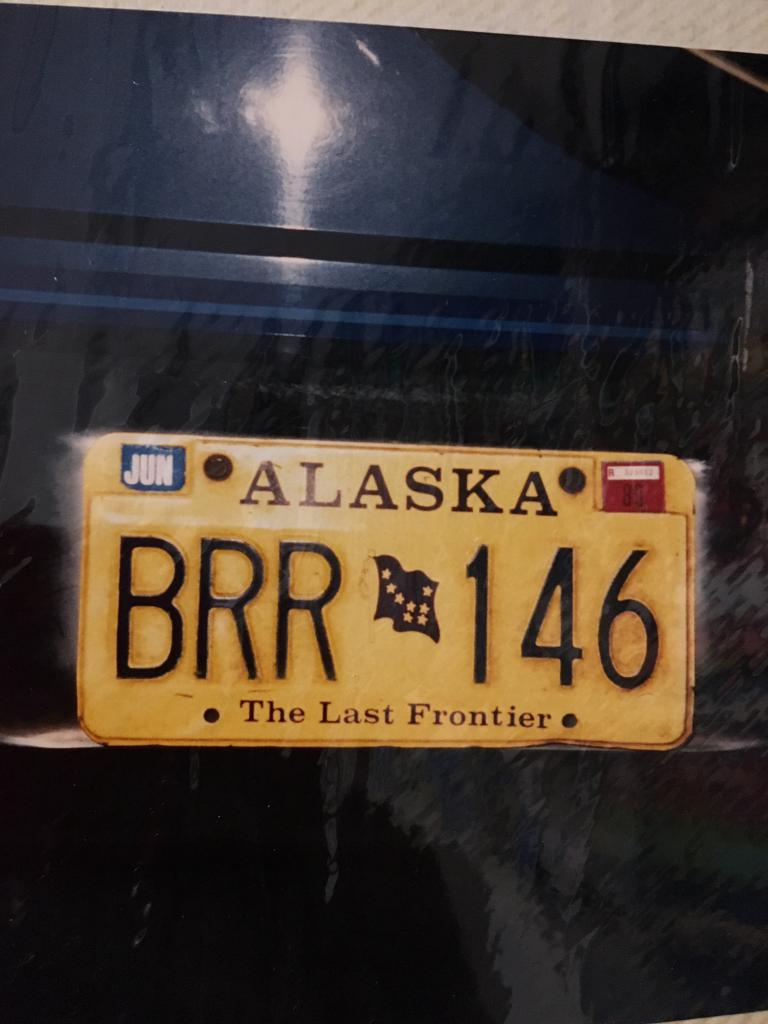 JUN
ALASKA
BRR 146
The Last Frontier